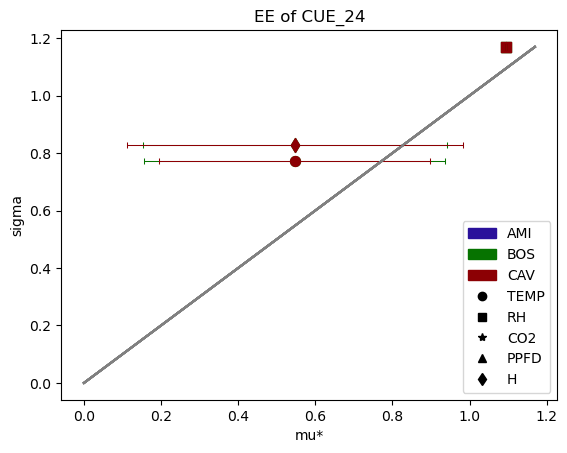 EE of CUE_24
1.2
1.0
0.8
0.6
0.4
0.2
0.0
sigma
0.0 0.2 0.4 0.6 0.8 1.0 1.2
mu*
AMI
BOS
CAV
TEMP
RH
CO2
PPFD
H